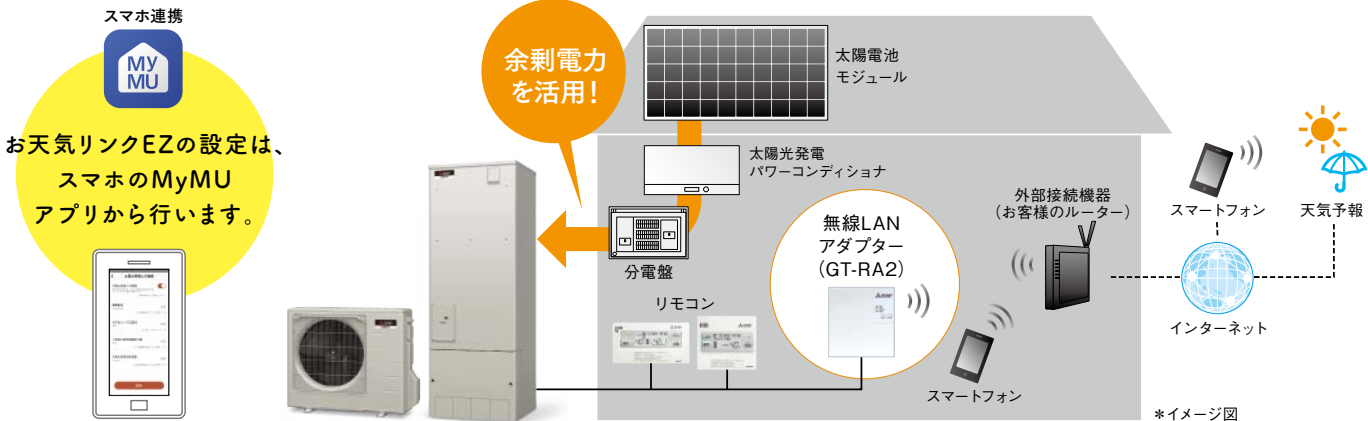 スマホ連携
My
MU
お天気リンクEZの設定は、
スマホのMyMU
アプリから行います。
余剰電力
を活用!
太陽電池
モジュール
太陽光発電
パワーコンディショナ
分電盤
リモコン
無線LAN
アダプター
(GT-RA2)
スマートフォン
外部接続機器
(お客様のルーター)
スマートフォン
天気予報
インターネット
*イメージ図